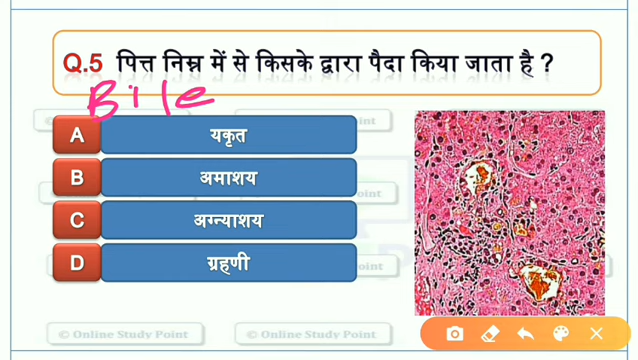 Q.5 पित्त निम्न में से किसके द्वारा पैदा किया जाता है ?
Bile
A यकृत
B अमाशय
C अग्न्याशय
D ग्रहणी
© Online Study Point
© Online Study Point